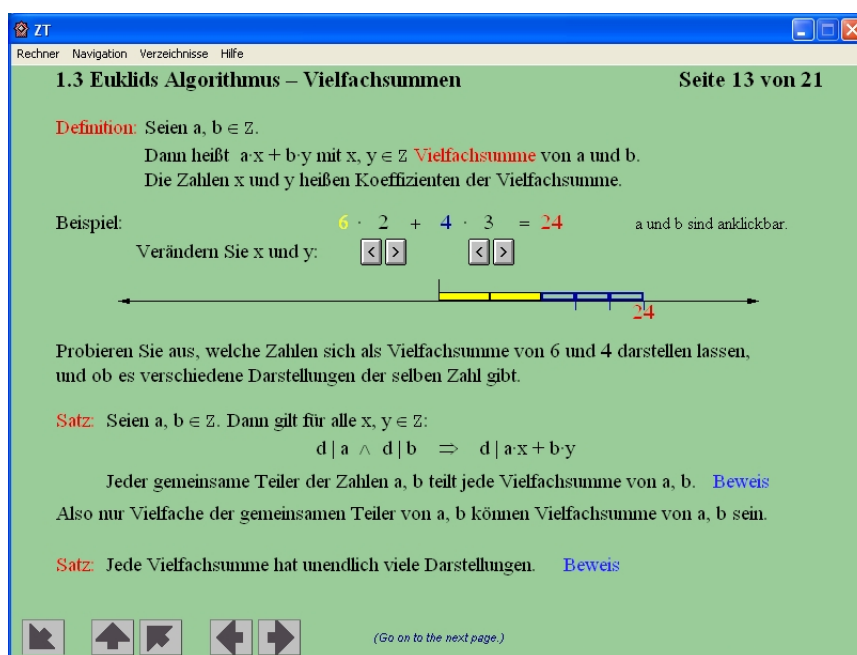 ZT
Rechner Navigation Verzeichnisse Hilfe
1.3 Euklids Algorithmus – Vielfachsummen Seite 13 von 21
Definition: Seien a, b ∈ ℤ.
Dann heißt a·x + b·y mit x, y ∈ ℤ Vielfachsumme von a und b.
Die Zahlen x und y heißen Koeffizienten der Vielfachsumme.
Beispiel: 6 · 2 + 4 · 3 = 24 a und b sind anklickbar.
Verändern Sie x und y: < > < >
24
Probieren Sie aus, welche Zahlen sich als Vielfachsumme von 6 und 4 darstellen lassen,
und ob es verschiedene Darstellungen der selben Zahl gibt.
Satz: Seien a, b ∈ ℤ. Dann gilt für alle x, y ∈ ℤ:
d | a ∧ d | b ⇒ d | a·x + b·y
Jeder gemeinsame Teiler der Zahlen a, b teilt jede Vielfachsumme von a, b. Beweis
Also nur Vielfache der gemeinsamen Teiler von a, b können Vielfachsumme von a, b sein.
Satz: Jede Vielfachsumme hat unendlich viele Darstellungen. Beweis
(Go on to the next page.)